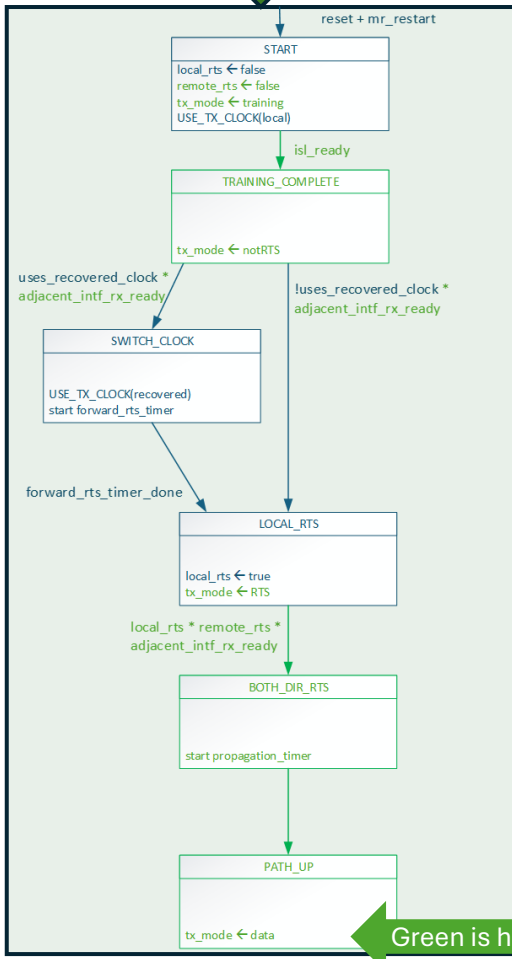 reset + mr_restart
START
local_rts ← false
remote_rts ← false
tx_mode ← training
USE_TX_CLOCK(local)
isl_ready
TRAINING_COMPLETE
tx_mode ← notRTS
uses_recovered_clock *
adjacent_intf_rx_ready
!uses_recovered_clock *
adjacent_intf_rx_ready
SWITCH_CLOCK
USE_TX_CLOCK(recovered)
start forward_rts_timer
forward_rts_timer_done
LOCAL_RTS
local_rts ← true
tx_mode ← RTS
local_rts * remote_rts *
adjacent_intf_rx_ready
BOTH_DIR_RTS
start propagation_timer
PATH_UP
tx_mode ← data
Green is h